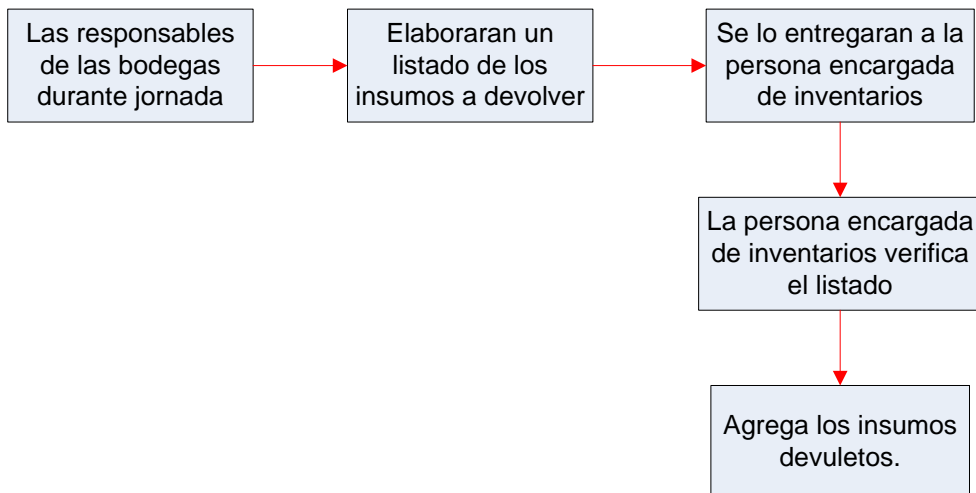 Las responsables
de las bodegas
durante jornada
Elaboraran un
listado de los
insumos a devolver
Se lo entregaran a la
persona encargada
de inventarios
La persona encargada
de inventarios verifica
el listado
Agrega los insumos
devuletos.